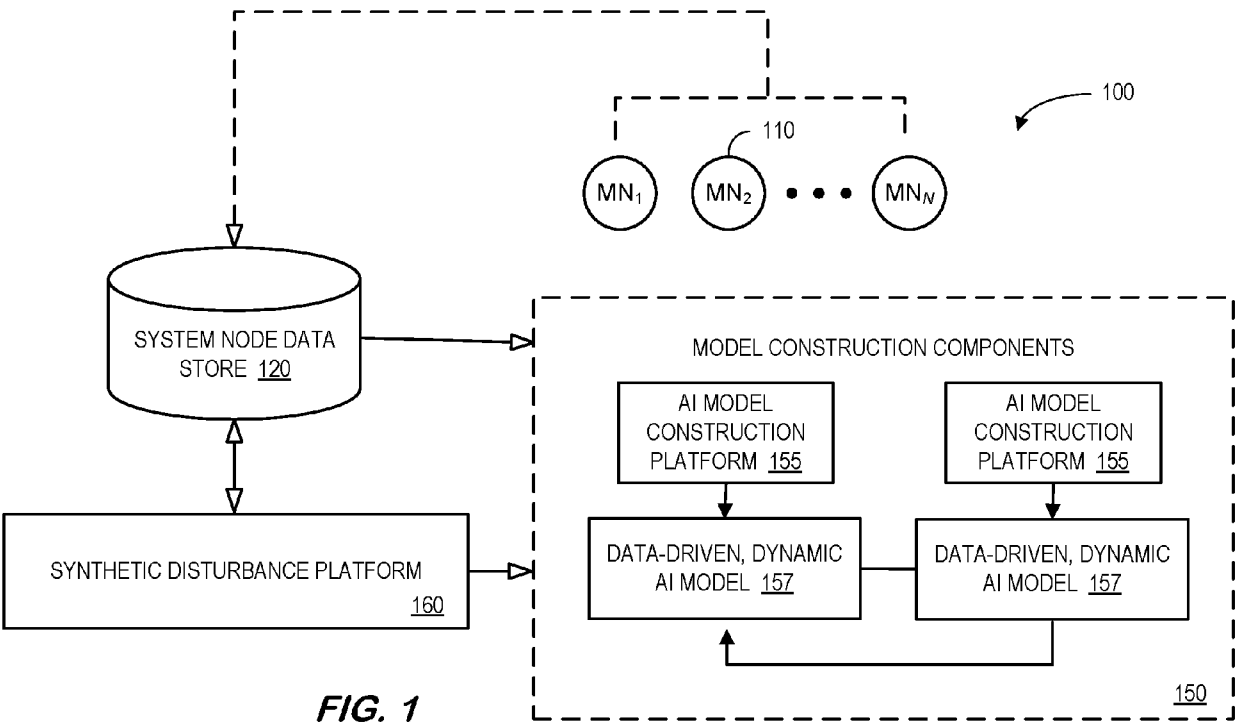 100
110
MN1
MN2
MNN
SYSTEM NODE DATA
STORE 120
MODEL CONSTRUCTION COMPONENTS
AI MODEL
CONSTRUCTION
PLATFORM 155
AI MODEL
CONSTRUCTION
PLATFORM 155
DATA-DRIVEN, DYNAMIC
AI MODEL 157
DATA-DRIVEN, DYNAMIC
AI MODEL 157
SYNTHETIC DISTURBANCE PLATFORM
160
150
FIG. 1